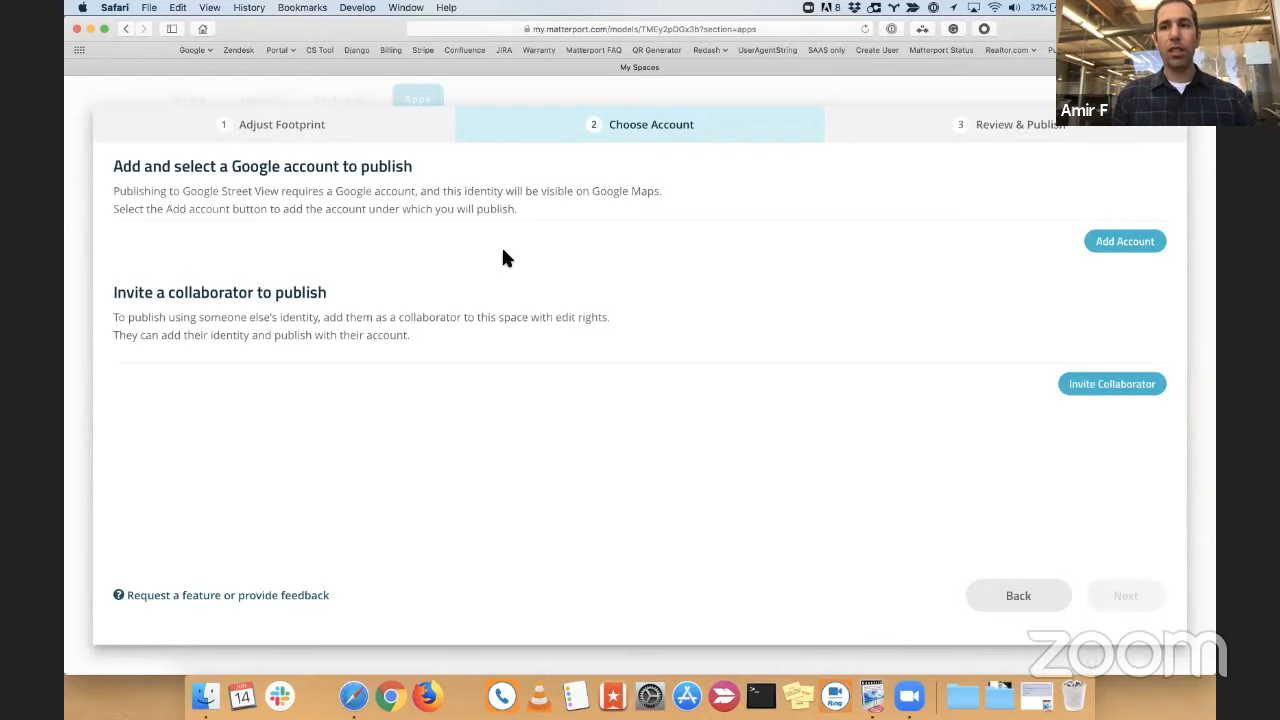 Safari File Edit View History Bookmarks Develop Window Help 8 32%
my.matterport.com/models/TMEy2pDGx3b?section=apps
Google Zendesk Portal CS Tool Django Billing Stripe Confluence JIRA Warranty Matterport FAQ QR Generator Redash UserAgentString SAAS only Create User Matterport Status Realtor.com
My Spaces
Amir F
Apps
1 Adjust Footprint 2 Choose Account 3 Review & Publish
Add and select a Google account to publish
Publishing to Google Street View requires a Google account, and this identity will be visible on Google Maps.
Select the Add account button to add the account under which you will publish.
Add Account
Invite a collaborator to publish
To publish using someone else's identity, add them as a collaborator to this space with edit rights.
They can add their identity and publish with their account.
Invite Collaborator
Request a feature or provide feedback
Back Next
zoom
14
Ring